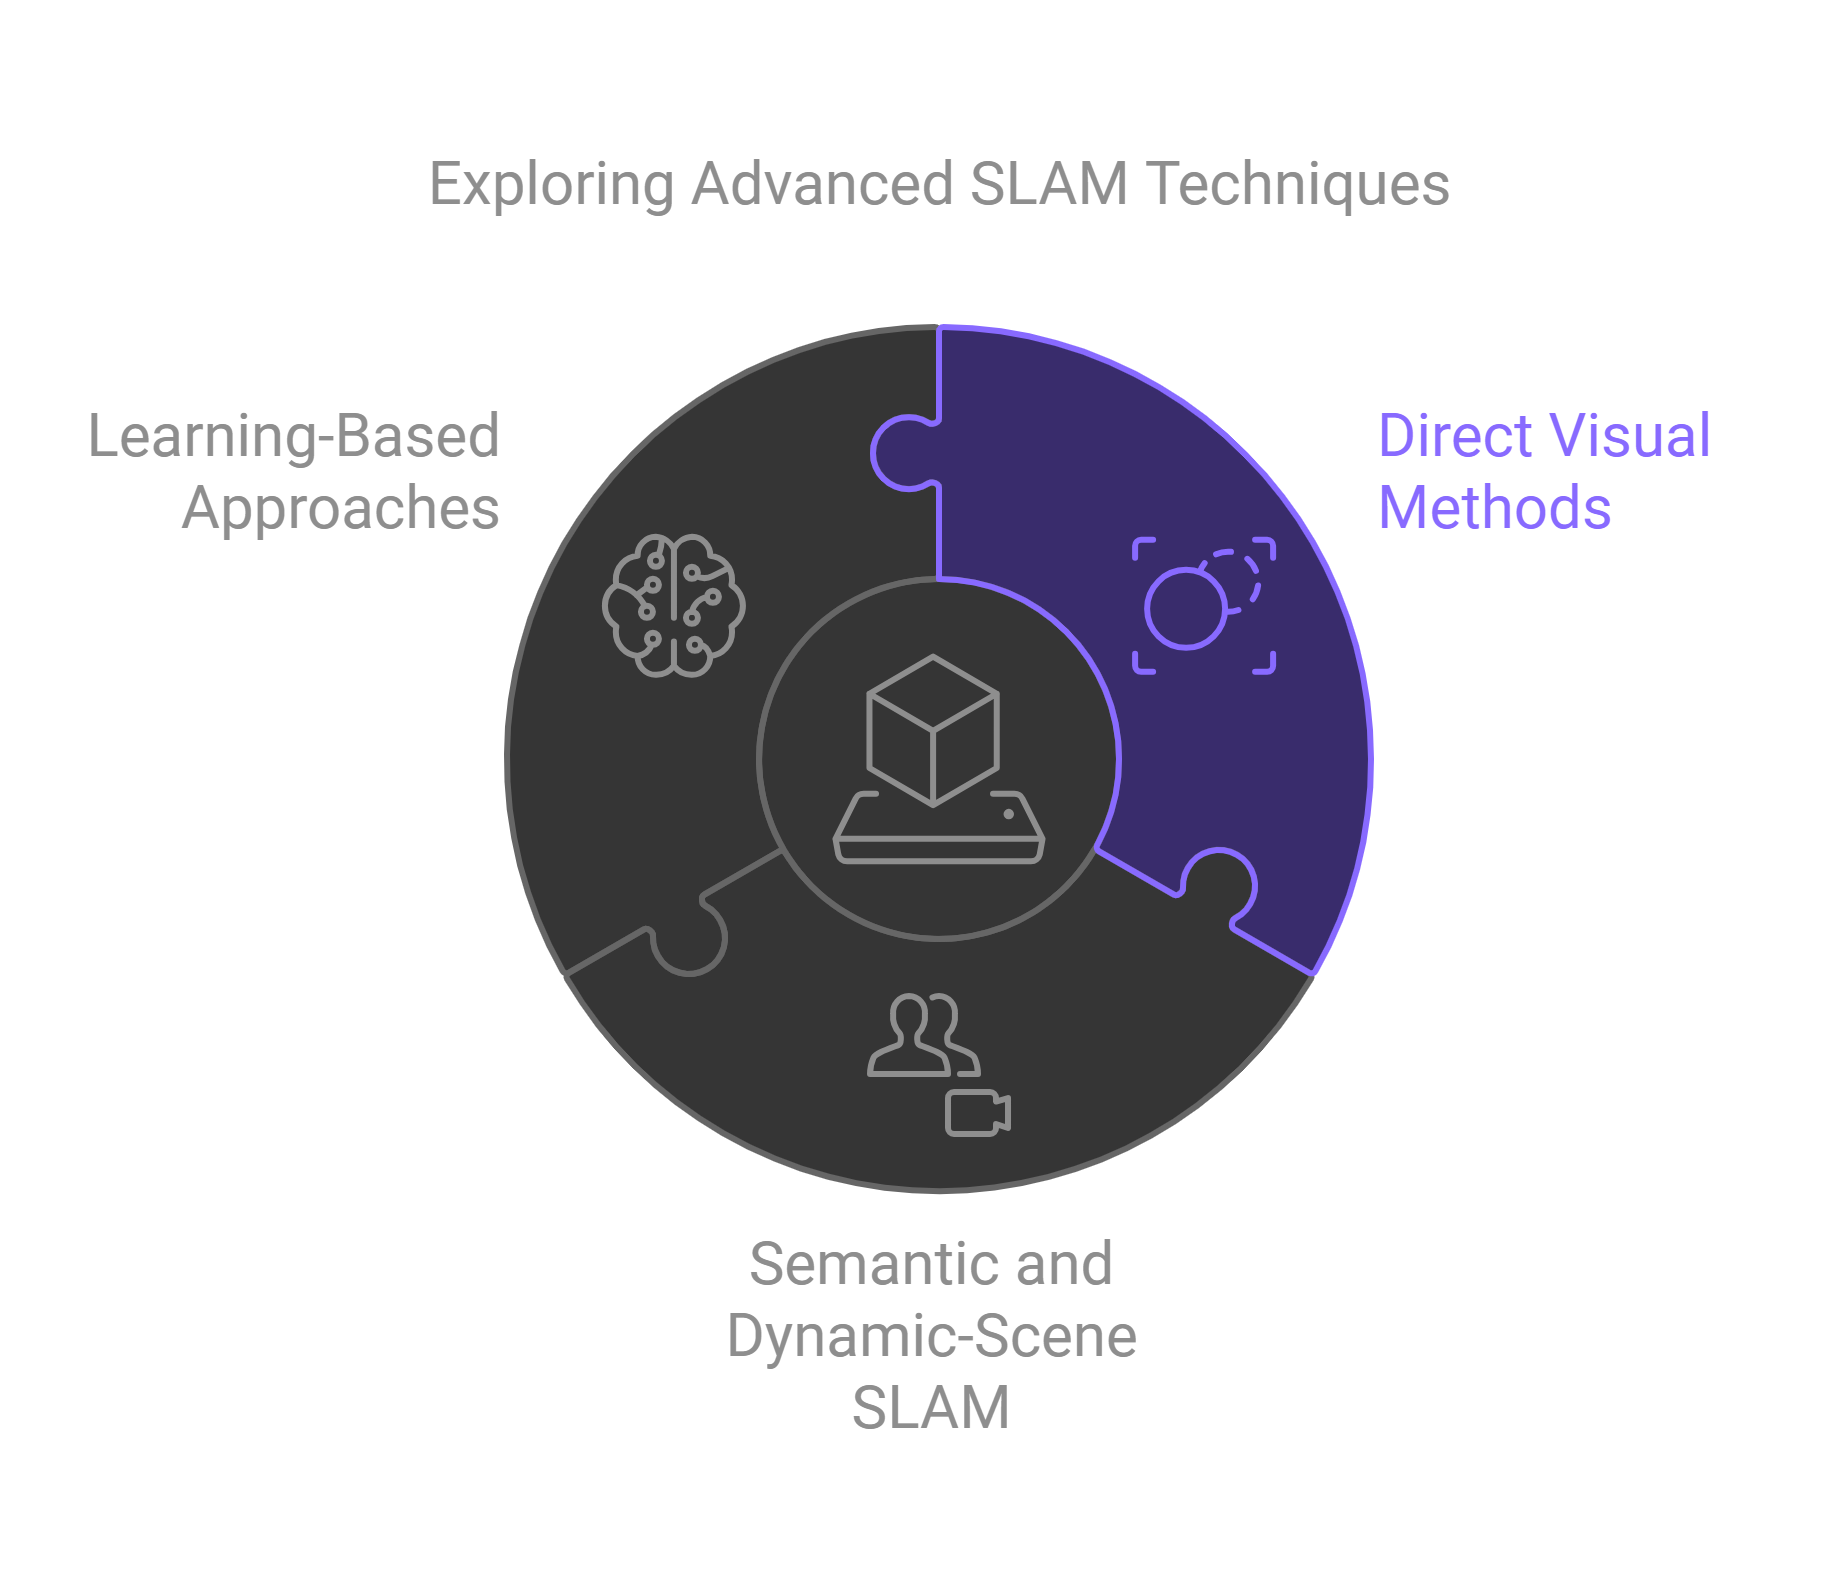 Exploring Advanced SLAM Techniques
Learning-Based
Approaches
Direct Visual
Methods
Semantic and
Dynamic-Scene
SLAM